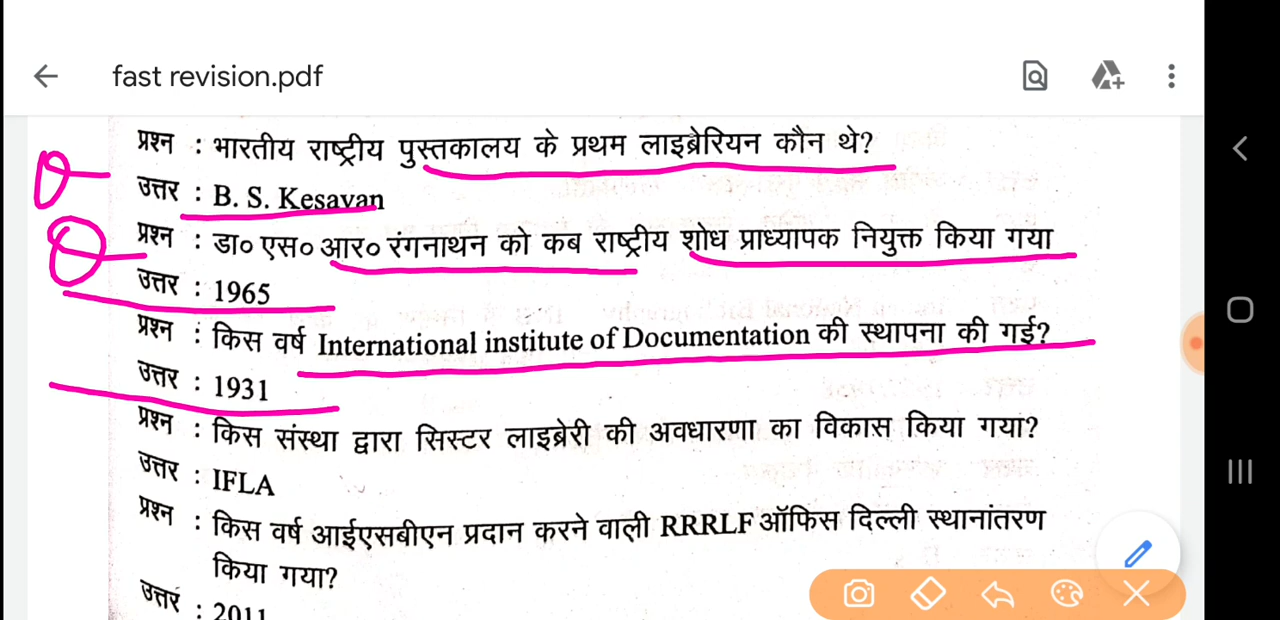 fast revision.pdf
प्रश्न : भारतीय राष्ट्रीय पुस्तकालय के प्रथम लाइब्रेरियन कौन थे?
उत्तर : B. S. Kesavan
प्रश्न : डा० एस० आर० रंगनाथन को कब राष्ट्रीय शोध प्राध्यापक नियुक्त किया गया
उत्तर : 1965
प्रश्न : किस वर्ष International institute of Documentation की स्थापना की गई?
उत्तर : 1931
प्रश्न : किस संस्था द्वारा सिस्टर लाइब्रेरी की अवधारणा का विकास किया गया?
उत्तर : IFLA
प्रश्न : किस वर्ष आईएसबीएन प्रदान करने वाली RRRLF ऑफिस दिल्ली स्थानांतरण
किया गया?
उत्तर : 2011